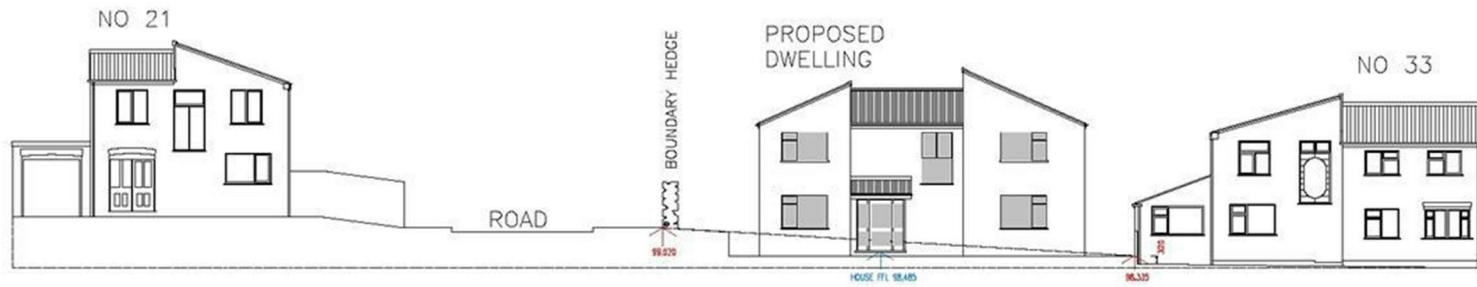 NO 21
BOUNDARY HEDGE
PROPOSED
DWELLING
NO 33
ROAD
99.020
HOUSE FFL 98.485
98.335